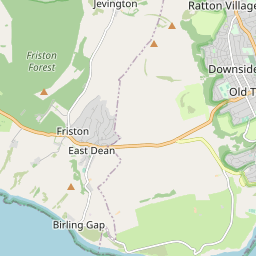 Jevington
Ratton Village
Friston
Forest
Downside
Old T
Friston
East Dean
Birling Gap